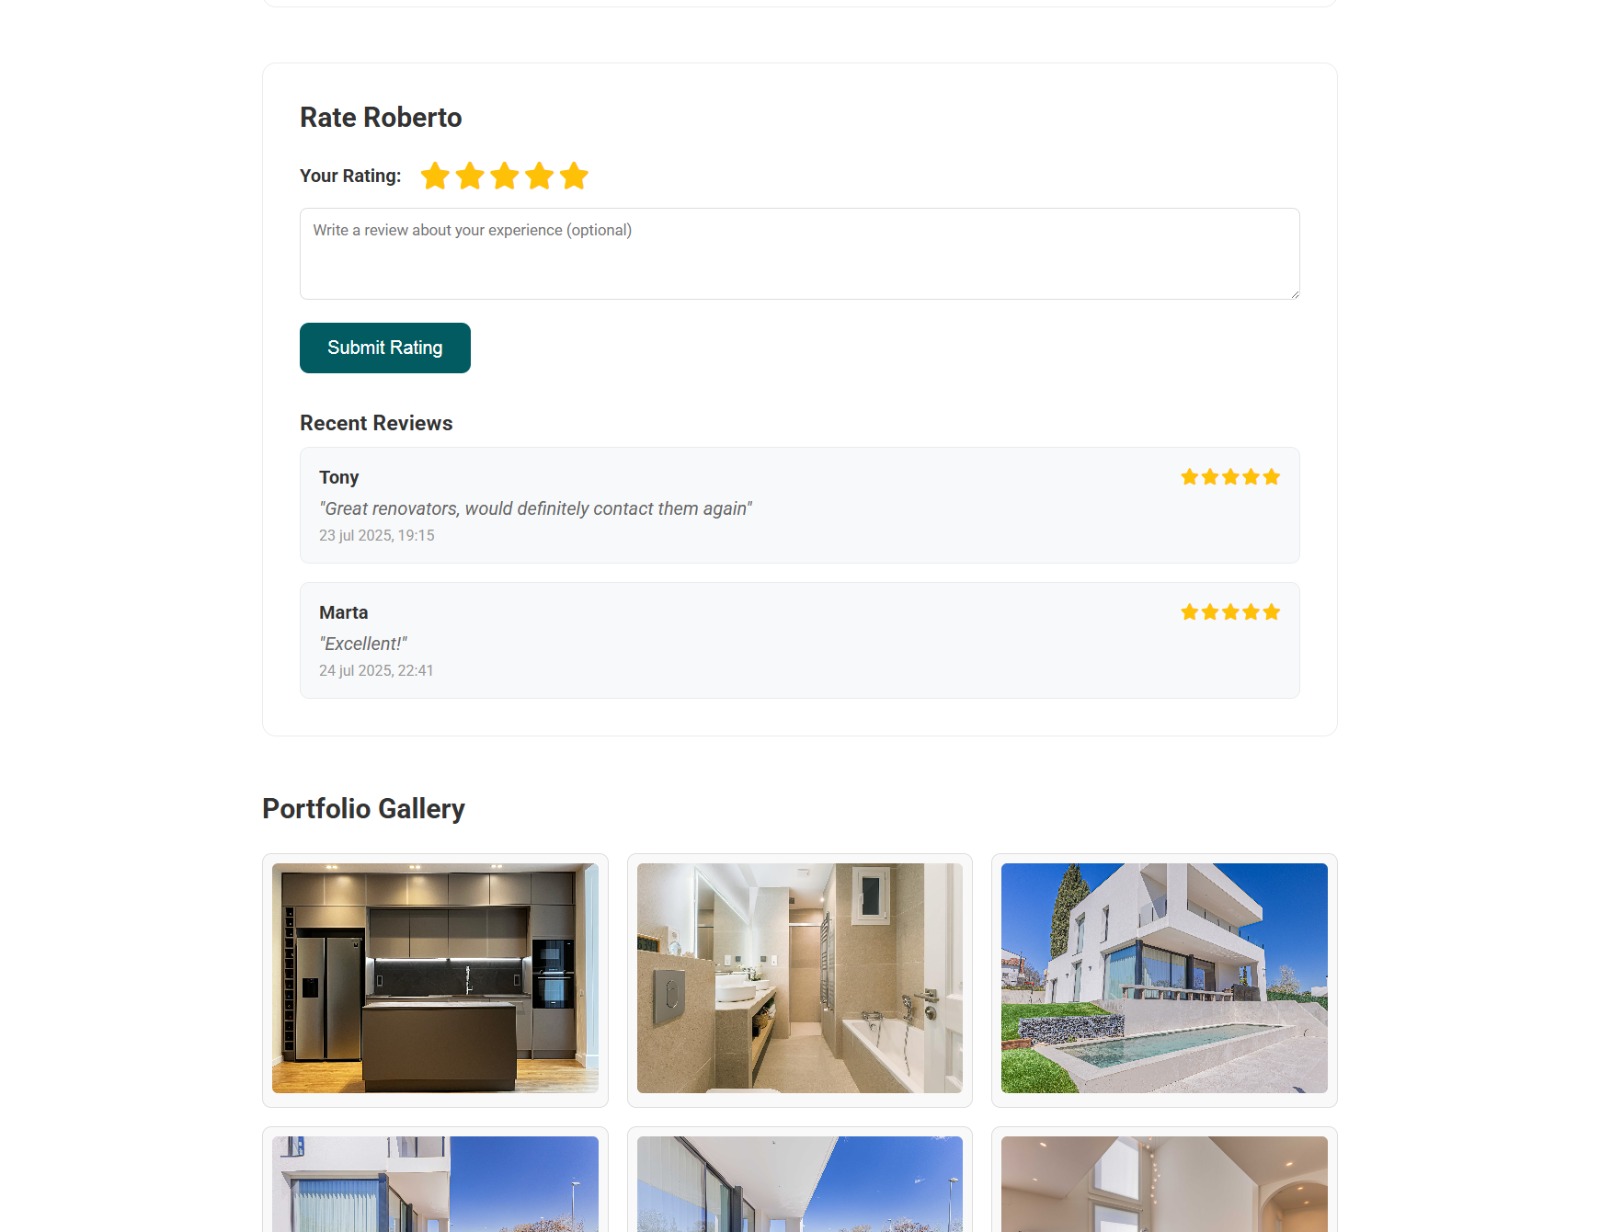 Rate Roberto
Your Rating:
Write a review about your experience (optional)
Submit Rating
Recent Reviews
Tony
"Great renovators, would definitely contact them again"
23 jul 2025, 19:15
Marta
"Excellent!"
24 jul 2025, 22:41
Portfolio Gallery